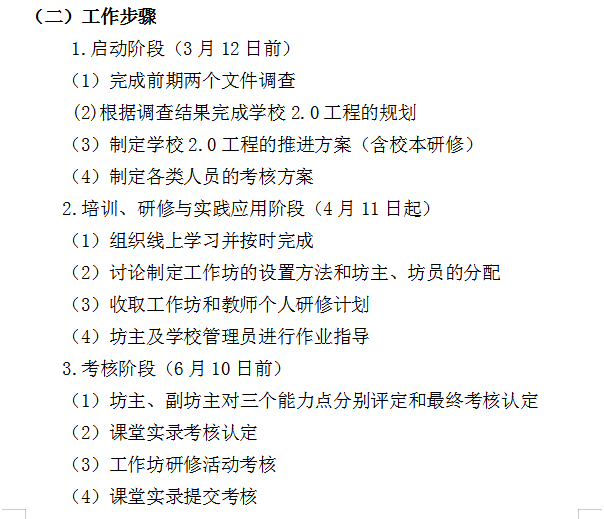 （二）工作步骤
1.启动阶段（3月12日前）
（1）完成前期两个文件调查
(2)根据调查结果完成学校2.0工程的规划
（3）制定学校2.0工程的推进方案（含校本研修）
（4）制定各类人员的考核方案
2.培训、研修与实践应用阶段（4月11日起）
（1）组织线上学习并按时完成
（2）讨论制定工作坊的设置方法和坊主、坊员的分配
（3）收取工作坊和教师个人研修计划
（4）坊主及学校管理员进行作业指导
3.考核阶段（6月10日前）
（1）坊主、副坊主对三个能力点分别评定和最终考核认定
（2）课堂实录考核认定
（3）工作坊研修活动考核
（4）课堂实录提交考核